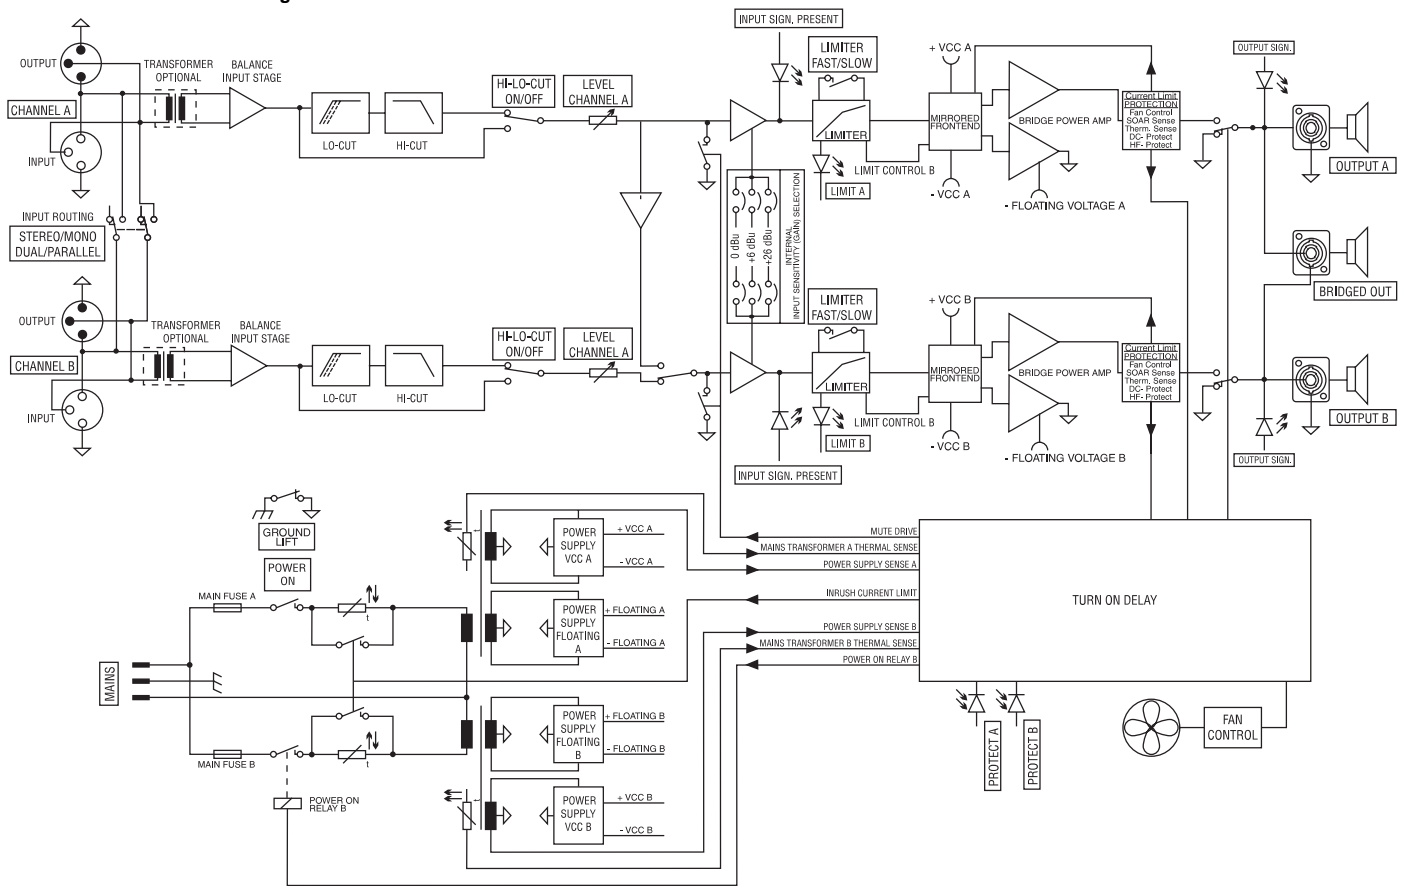 INPUT SIGN. PRESENT
OUTPUT
TRANSFORMER
OPTIONAL
BALANCE
INPUT STAGE
CHANNEL A
INPUT
LO-CUT
HI-CUT
HI-LO-CUT
ON/OFF
LEVEL
CHANNEL A
LIMITER
FAST/SLOW
LIMITER
LIMIT A
LIMIT CONTROL B
+ VCC A
MIRRORED
FRONTEND
- VCC A
BRIDGE POWER AMP
- FLOATING VOLTAGE A
Current Limit
PROTECTION
Fan Control
SOAR Sense
Therm. Sense
DC- Protect
HF- Protect
OUTPUT SIGN.
OUTPUT A
INPUT ROUTING
STEREO/MONO
DUAL/PARALLEL
0 dBu
+6 dBu
+26 dBu
INTERNAL
INPUT SENSITIVITY (GAIN) SELECTION
BRIDGED OUT
OUTPUT
TRANSFORMER
OPTIONAL
BALANCE
INPUT STAGE
CHANNEL B
INPUT
LO-CUT
HI-CUT
HI-LO-CUT
ON/OFF
LEVEL
CHANNEL A
LIMITER
FAST/SLOW
LIMITER
LIMIT B
LIMIT CONTROL B
INPUT SIGN. PRESENT
+ VCC B
MIRRORED
FRONTEND
- VCC B
BRIDGE POWER AMP
- FLOATING VOLTAGE B
Current Limit
PROTECTION
Fan Control
SOAR Sense
Therm. Sense
DC- Protect
HF- Protect
OUTPUT B
OUTPUT SIGN.
GROUND
LIFT
POWER
ON
MAIN FUSE A
t
t
POWER
SUPPLY
VCC A
+ VCC A
- VCC A
POWER
SUPPLY
FLOATING
A
+ FLOATING A
- FLOATING A
MAINS
POWER
SUPPLY
FLOATING
B
+ FLOATING B
- FLOATING B
MAIN FUSE B
t
t
POWER ON
RELAY B
POWER
SUPPLY
VCC B
+ VCC B
- VCC B
MUTE DRIVE
MAINS TRANSFORMER A THERMAL SENSE
POWER SUPPLY SENSE A
INRUSH CURRENT LIMIT
POWER SUPPLY SENSE B
MAINS TRANSFORMER B THERMAL SENSE
POWER ON RELAY B
TURN ON DELAY
PROTECT A
PROTECT B
FAN
CONTROL